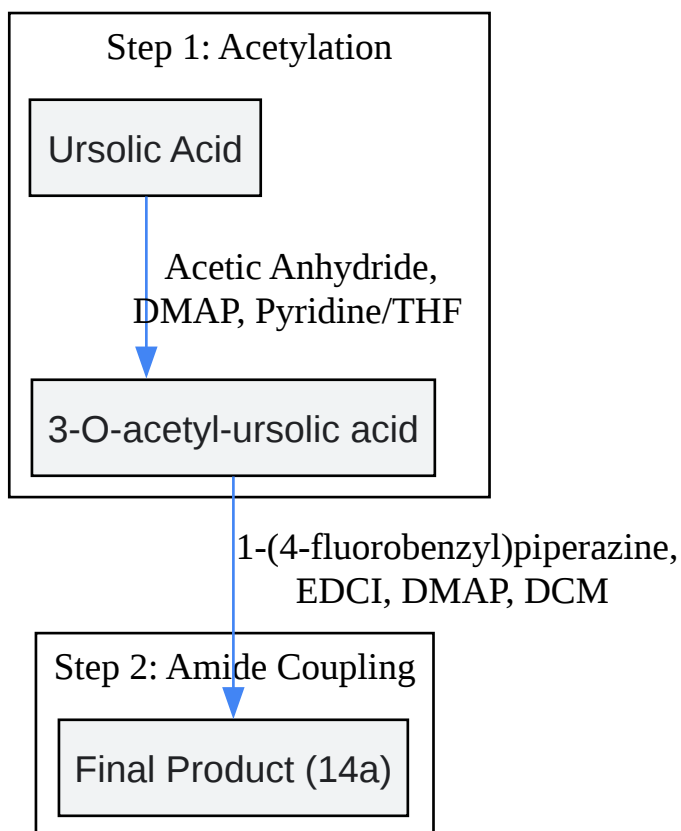 Step 1: Acetylation
Ursolic Acid
Acetic Anhydride,
DMAP, Pyridine/THF
3-O-acetyl-ursolic acid
1-(4-fluorobenzyl)piperazine,
EDCI, DMAP, DCM
Step 2: Amide Coupling
Final Product (14a)